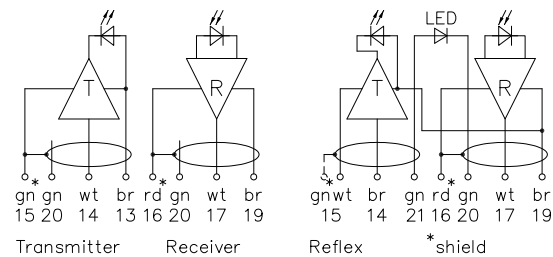 LED
T R T R
gn* gn wt br rd* gn wt br gn* wt br gn rd* gn wt br
15 20 14 13 16 20 17 19 15 14 21 16 20 17 19
Transmitter Receiver Reflex *shield